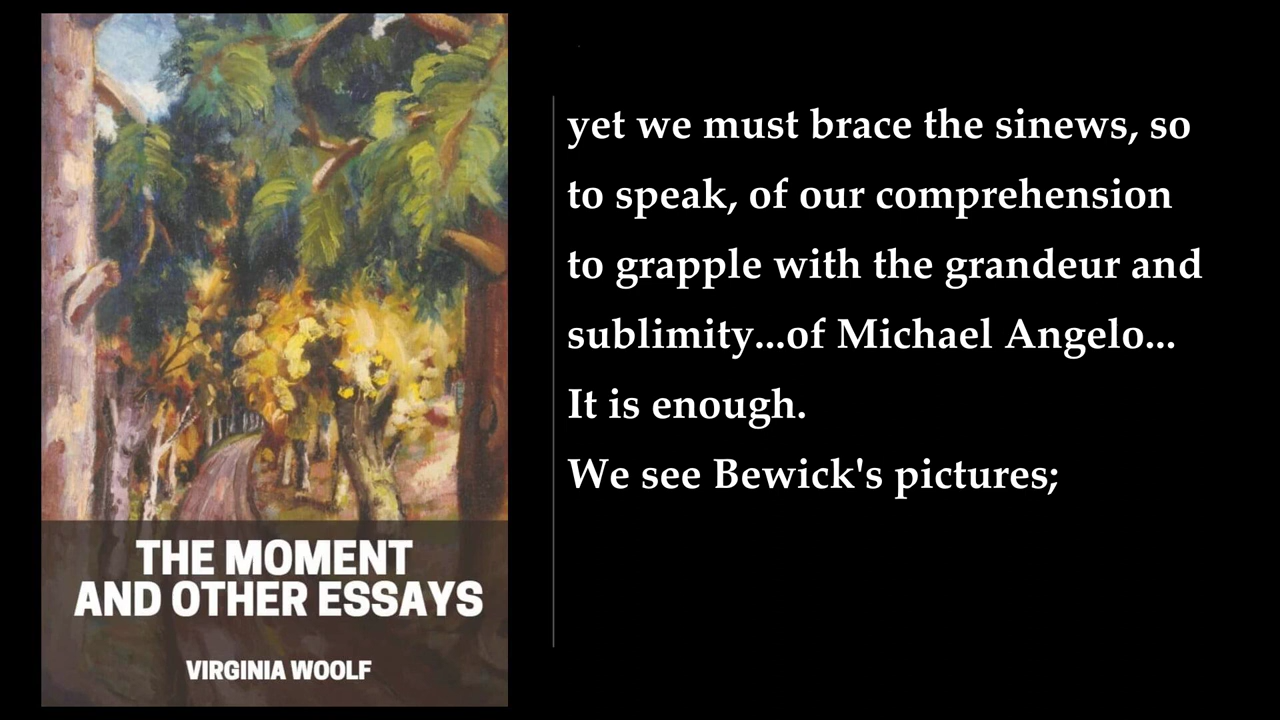 THE MOMENT
AND OTHER ESSAYS
VIRGINIA WOOLF
yet we must brace the sinews, so
to speak, of our comprehension
to grapple with the grandeur and
sublimity...of Michael Angelo...
It is enough.
We see Bewick's pictures;